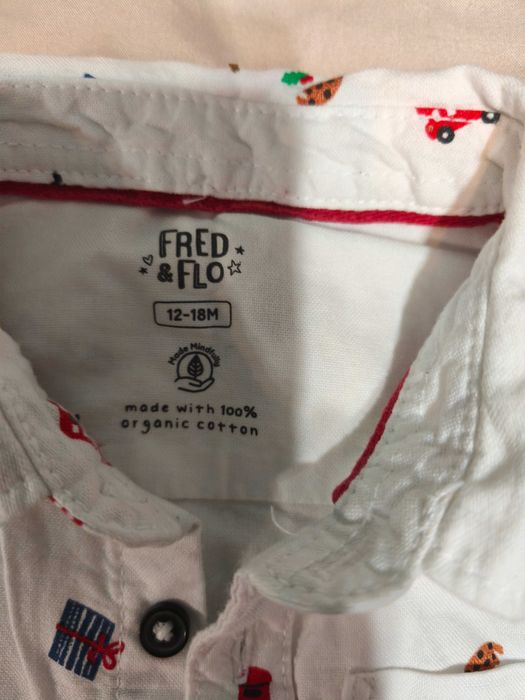 FRED
& FLO
12-18M
Made Mindfully
made with 100%
organic cotton